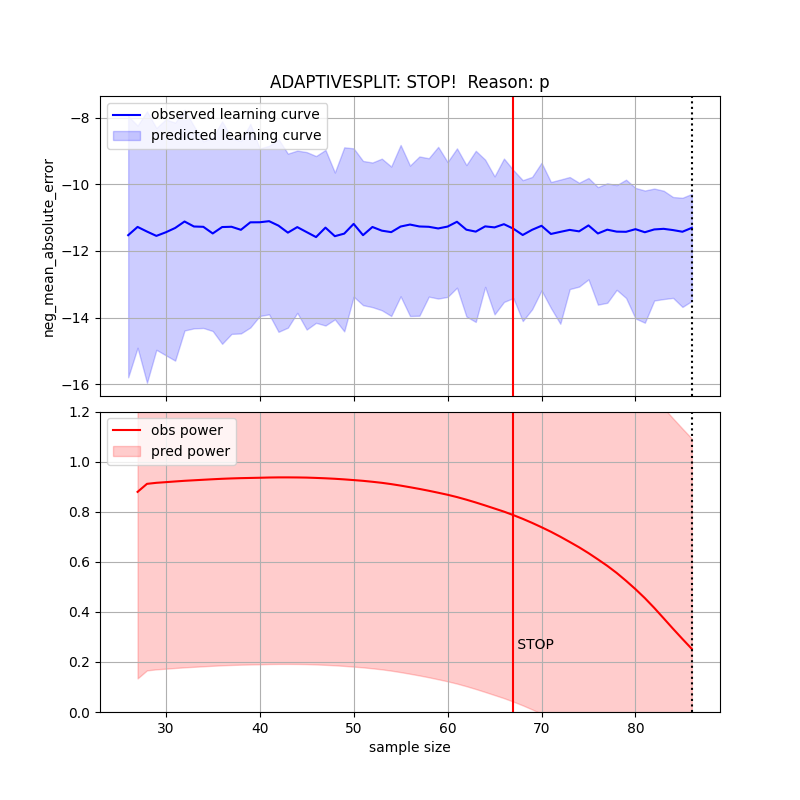 ADAPTIVESPLIT: STOP!  Reason: p
observed learning curve
predicted learning curve
neg_mean_absolute_error
−8
−10
−12
−14
−16
obs power
pred power
1.2
1.0
0.8
0.6
0.4
0.2
0.0
STOP
30 40 50 60 70 80
sample size